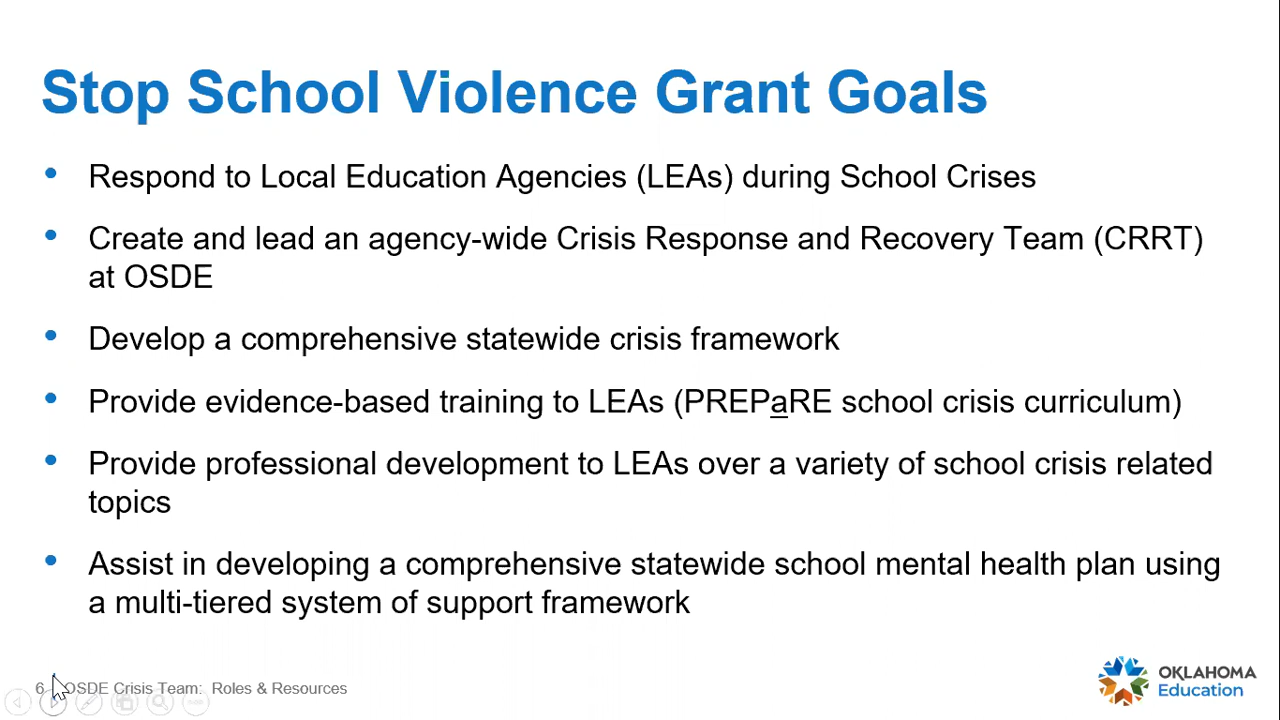 Stop School Violence Grant Goals
• Respond to Local Education Agencies (LEAs) during School Crises
• Create and lead an agency-wide Crisis Response and Recovery Team (CRRT)
at OSDE
• Develop a comprehensive statewide crisis framework
• Provide evidence-based training to LEAs (PREPaRE school crisis curriculum)
• Provide professional development to LEAs over a variety of school crisis related
topics
• Assist in developing a comprehensive statewide school mental health plan using
a multi-tiered system of support framework
6 OSDE Crisis Team: Roles & Resources
OKLAHOMA
Education